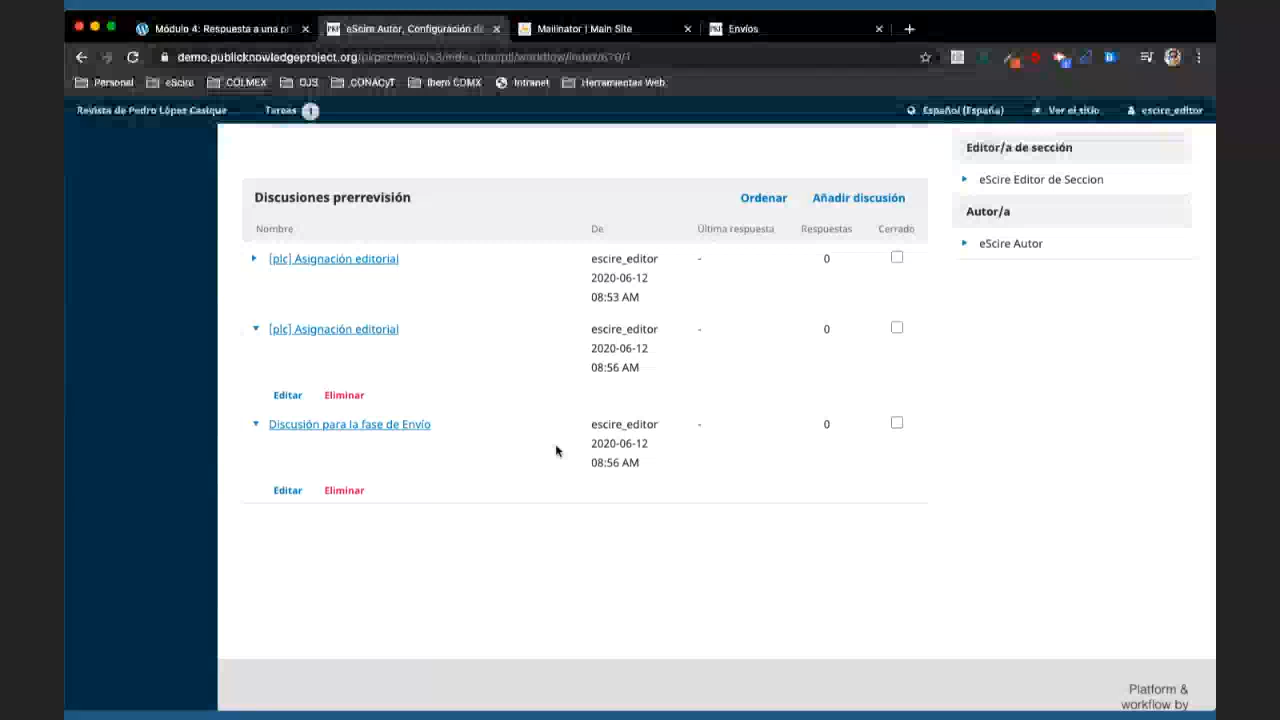 Módulo 4: Respuesta a una pr
eScire Autor, Configuración de
Mailinator | Main Site
Envíos
demo.publicknowledgeproject.org
Personal
eScire
COLMEX
OJS
CONACyT
Ibero CDMX
Intranet
Herramientas Web
Revista de Pedro López Casique
Tareas 1
Español (España)
Ver el sitio
escire_editor
Editor/a de sección
eScire Editor de Seccion
Autor/a
eScire Autor
Discusiones prerrevisión
Ordenar
Añadir discusión
Nombre De Última respuesta Respuestas Cerrado
[plc] Asignación editorial escire_editor - 0
2020-06-12
08:53 AM
[plc] Asignación editorial escire_editor - 0
2020-06-12
08:56 AM
Editar Eliminar
Discusión para la fase de Envío escire_editor - 0
2020-06-12
08:56 AM
Editar Eliminar
Platform &
workflow by